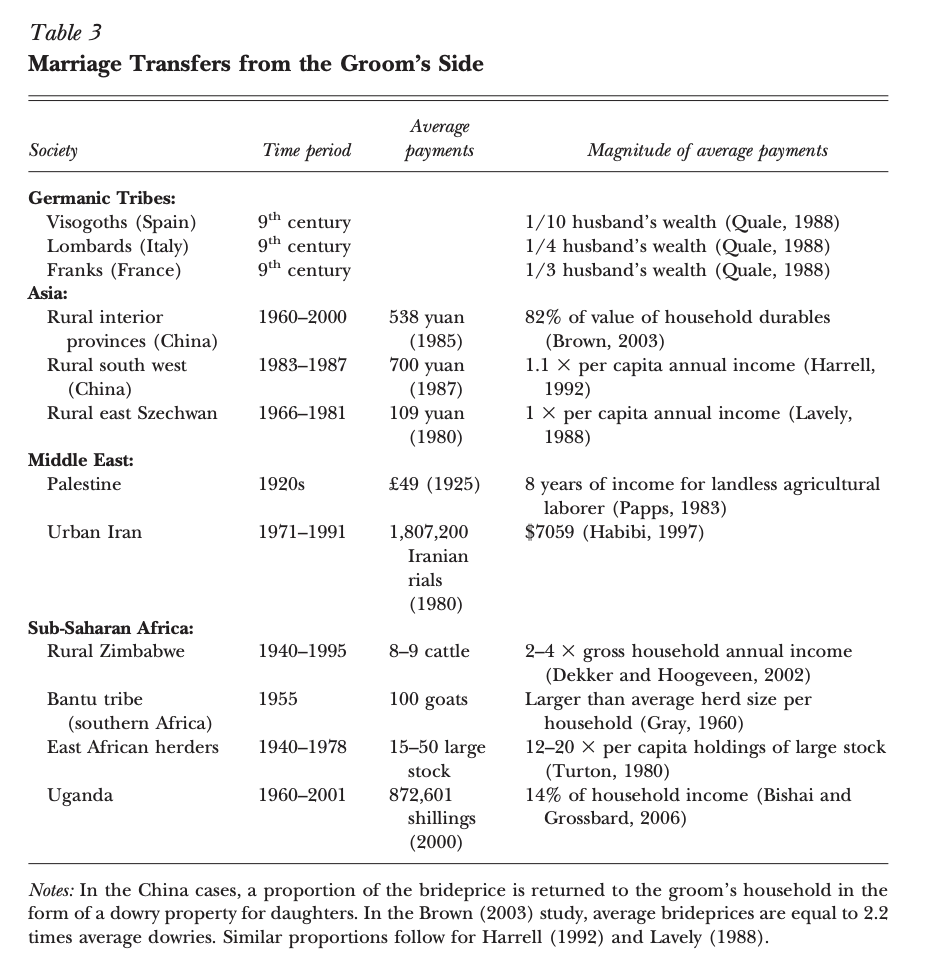 Table 3
Marriage Transfers from the Groom's Side
Average
Society Time period payments Magnitude of average payments
Germanic Tribes:
Visogoths (Spain) 9th century 1/10 husband's wealth (Quale, 1988)
Lombards (Italy) 9th century 1/4 husband's wealth (Quale, 1988)
Franks (France) 9th century 1/3 husband's wealth (Quale, 1988)
Asia:
Rural interior 1960–2000 538 yuan 82% of value of household durables
provinces (China) (1985) (Brown, 2003)
Rural south west 1983–1987 700 yuan 1.1 × per capita annual income (Harrell,
(China) (1987) 1992)
Rural east Szechwan 1966–1981 109 yuan 1 × per capita annual income (Lavely,
(1980) 1988)
Middle East:
Palestine 1920s £49 (1925) 8 years of income for landless agricultural
laborer (Papps, 1983)
Urban Iran 1971–1991 1,807,200 $7059 (Habibi, 1997)
Iranian
rials
(1980)
Sub-Saharan Africa:
Rural Zimbabwe 1940–1995 8–9 cattle 2–4 × gross household annual income
(Dekker and Hoogeveen, 2002)
Bantu tribe 1955 100 goats Larger than average herd size per
(southern Africa) household (Gray, 1960)
East African herders 1940–1978 15–50 large 12–20 × per capita holdings of large stock
stock (Turton, 1980)
Uganda 1960–2001 872,601 14% of household income (Bishai and
shillings Grossbard, 2006)
(2000)
Notes: In the China cases, a proportion of the brideprice is returned to the groom's household in the
form of a dowry property for daughters. In the Brown (2003) study, average brideprices are equal to 2.2
times average dowries. Similar proportions follow for Harrell (1992) and Lavely (1988).